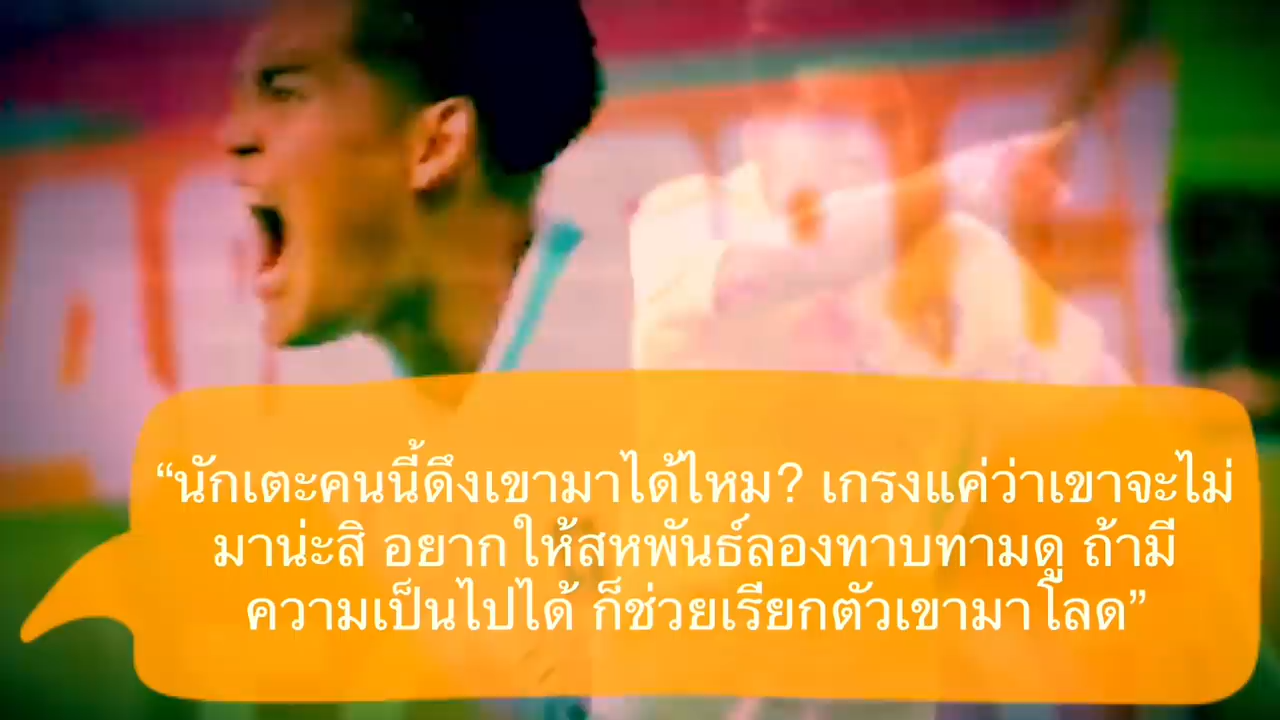 “นักเตะคนนี้ดึงเขามาได้ไหม? เกรงแค่ว่าเขาจะไม่
มาน่ะสิ อยากให้สหพันธ์ลองทาบทามดู ถ้ามี
ความเป็นไปได้ ก็ช่วยเรียกตัวเขามาโลด”